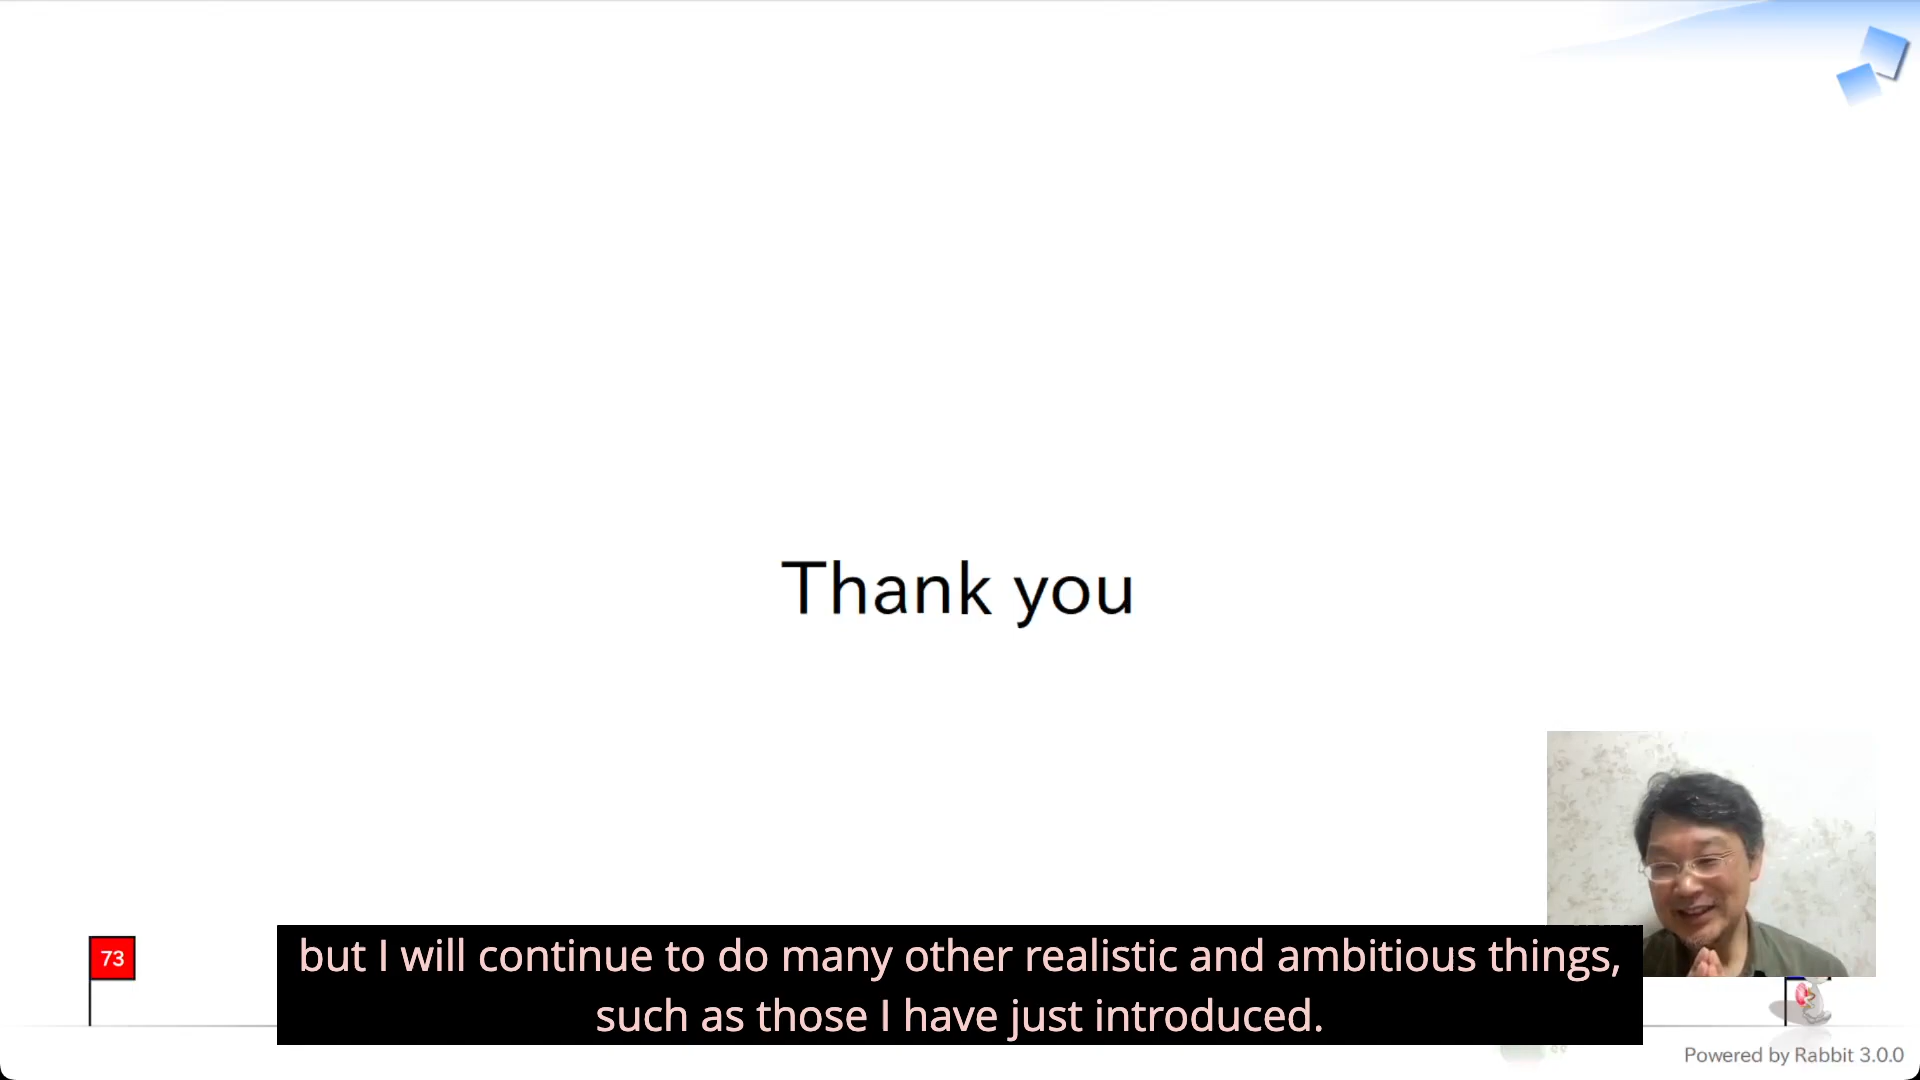 Thank you
73
but I will continue to do many other realistic and ambitious things,
such as those I have just introduced.
Powered by Rabbit 3.0.0